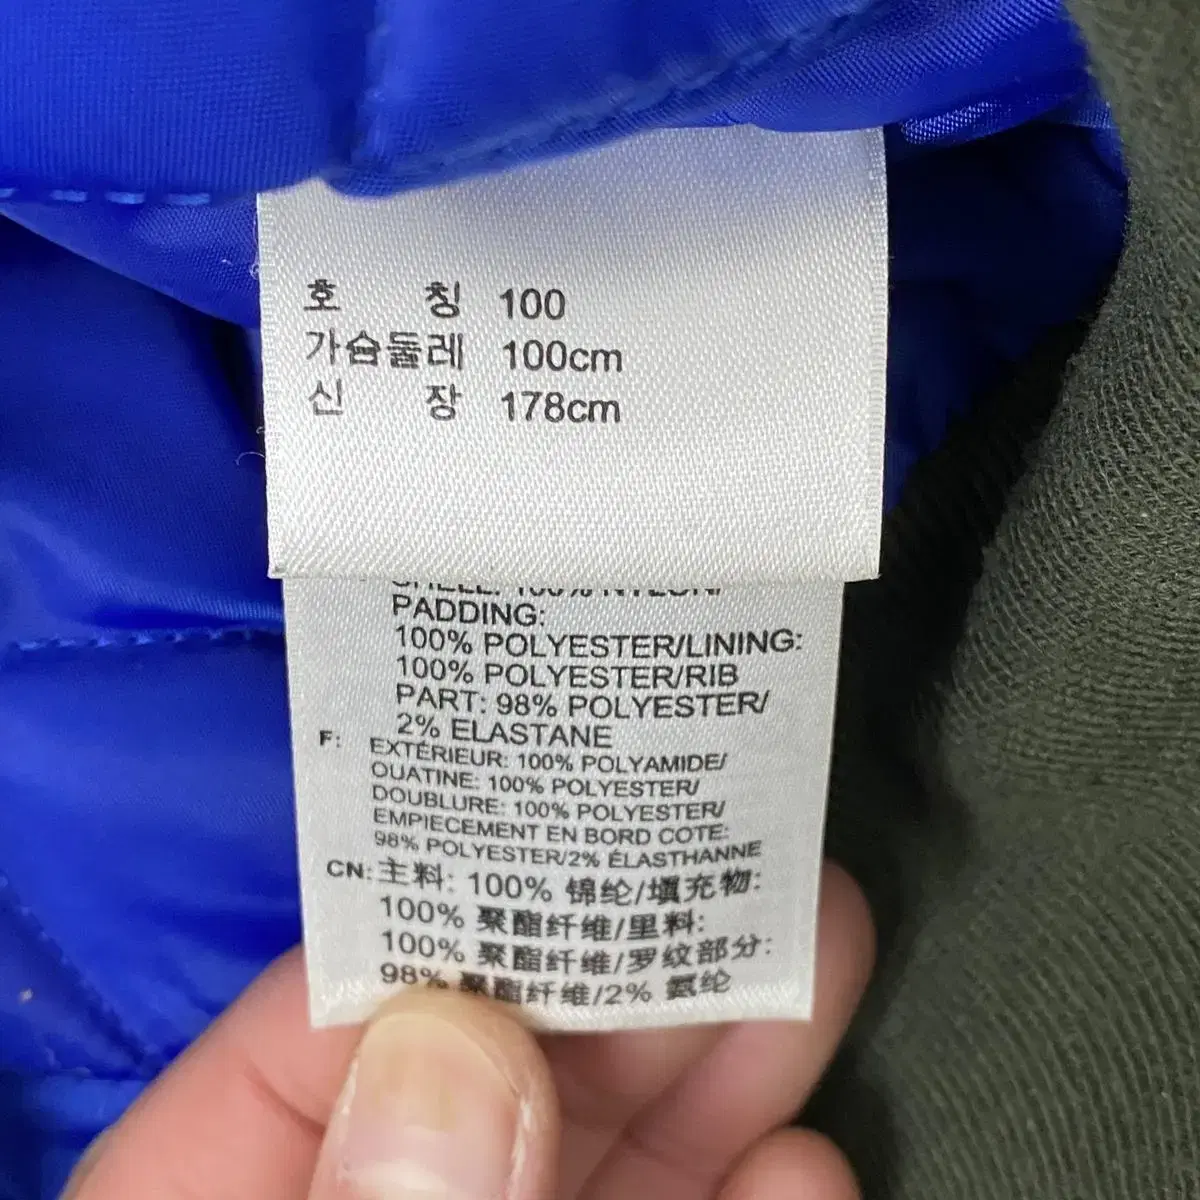 호 칭 100
가슴둘레 100cm
신 장 178cm
SHELL: 100% NYLON/
PADDING:
100% POLYESTER/LINING:
100% POLYESTER/RIB
PART: 98% POLYESTER/
2% ELASTANE
F: EXTÉRIEUR: 100% POLYAMIDE/
OUATINE: 100% POLYESTER/
DOUBLURE: 100% POLYESTER/
EMPIECEMENT EN BORD COTE:
98% POLYESTER/2% ÉLASTHANNE
CN: 主料: 100% 锦纶/填充物:
100% 聚酯纤维/里料:
100% 聚酯纤维/罗纹部分:
98% 聚酯纤维/2% 氨纶